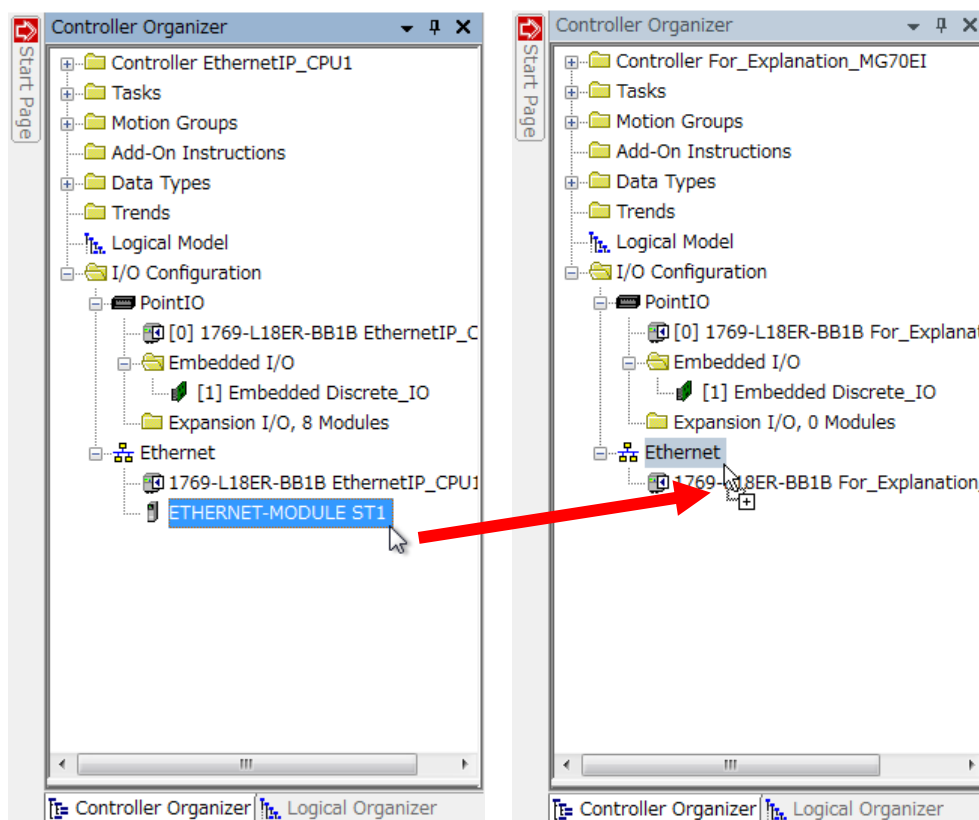 Start Page
Controller Organizer
Controller EthernetIP_CPU1
Tasks
Motion Groups
Add-On Instructions
Data Types
Trends
Logical Model
I/O Configuration
PointIO
[0] 1769-L18ER-BB1B EthernetIP_C
Embedded I/O
[1] Embedded Discrete_IO
Expansion I/O, 8 Modules
Ethernet
1769-L18ER-BB1B EthernetIP_CPU1
ETHERNET-MODULE ST1
Controller Organizer
Logical Organizer
Start Page
Controller Organizer
Controller For_Explanation_MG70EI
Tasks
Motion Groups
Add-On Instructions
Data Types
Trends
Logical Model
I/O Configuration
PointIO
[0] 1769-L18ER-BB1B For_Explanat
Embedded I/O
[1] Embedded Discrete_IO
Expansion I/O, 0 Modules
Ethernet
1769-L18ER-BB1B For_Explanation_
Controller Organizer
Logical Organizer